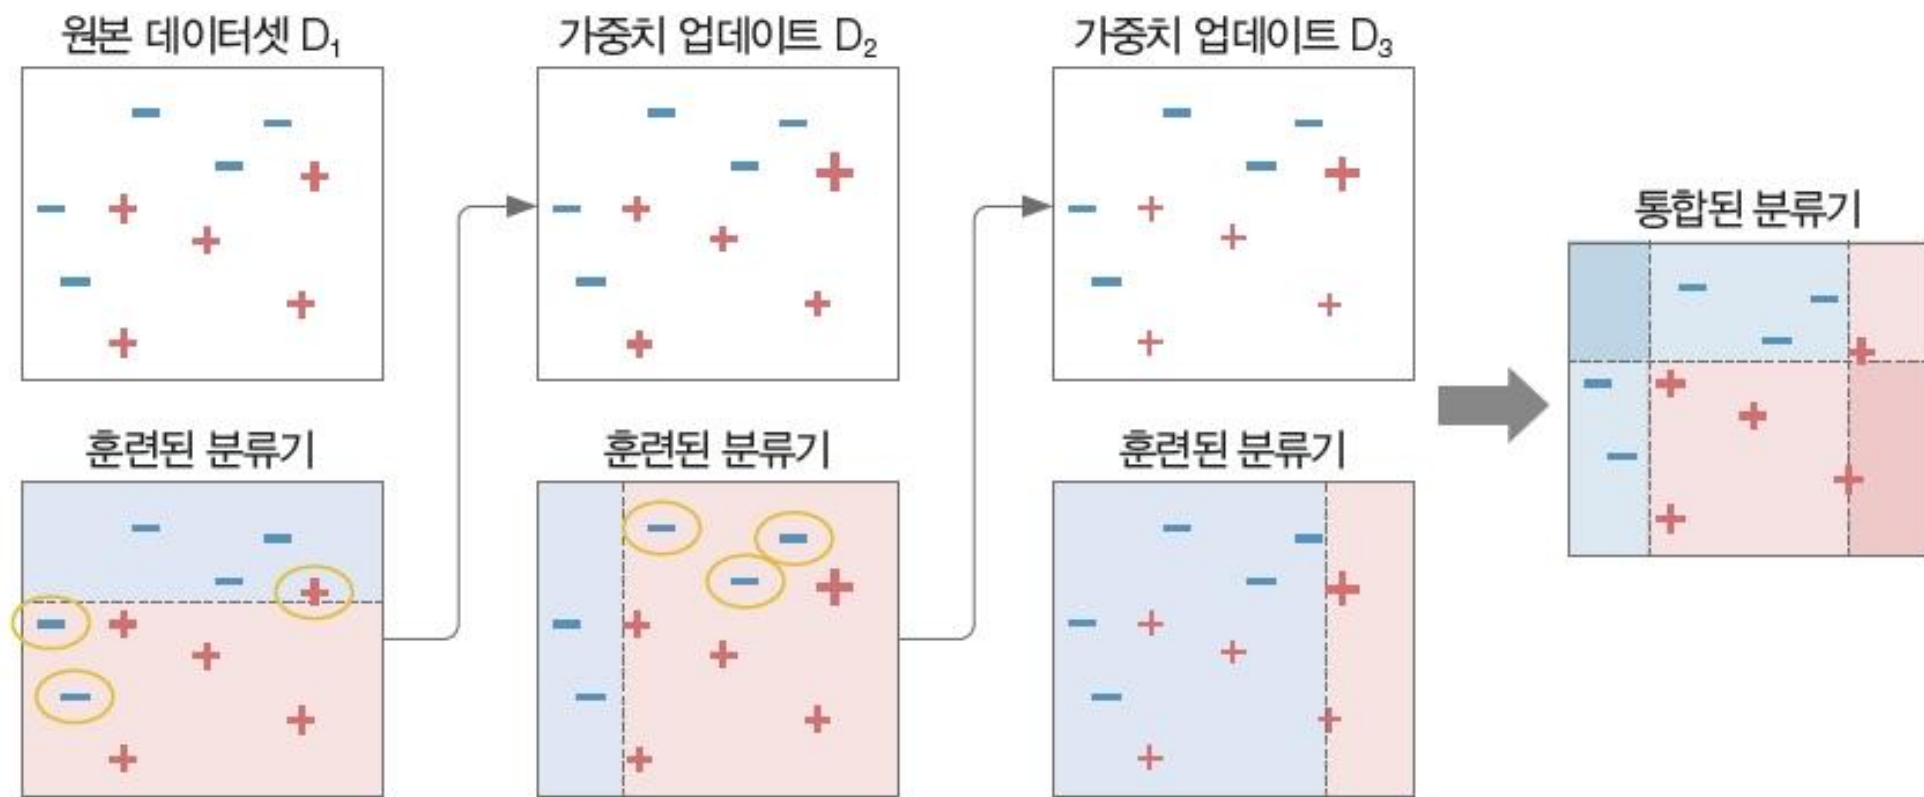 원본 데이터셋 D₁
가중치 업데이트 D₂
가중치 업데이트 D₃
통합된 분류기
훈련된 분류기
훈련된 분류기
훈련된 분류기